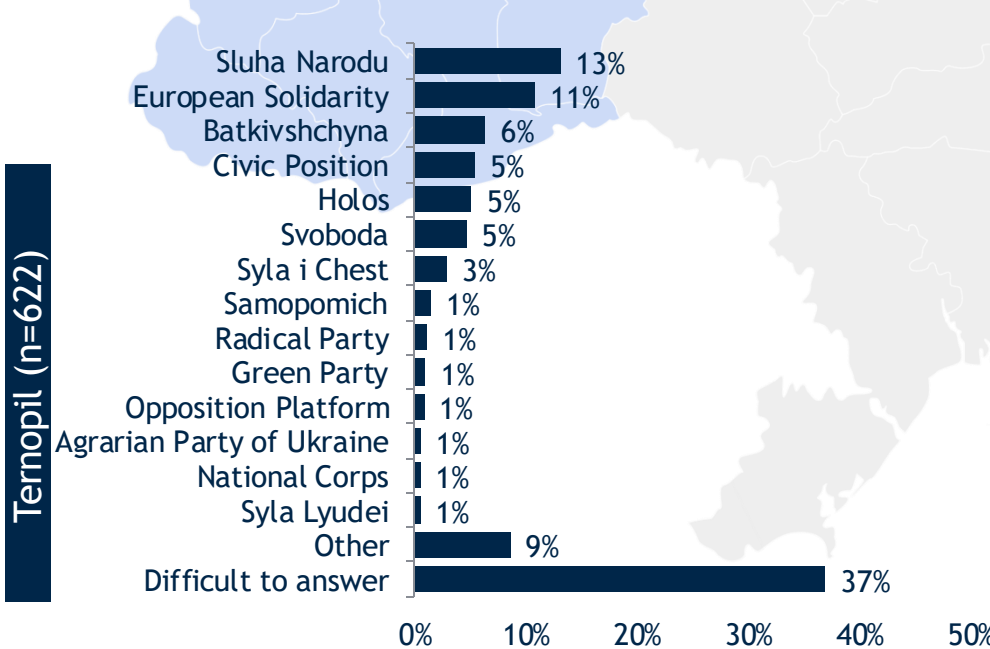 Ternopil (n=622)
Sluha Narodu 13%
European Solidarity 11%
Batkivshchyna 6%
Civic Position 5%
Holos 5%
Svoboda 5%
Syla i Chest 3%
Samopomich 1%
Radical Party 1%
Green Party 1%
Opposition Platform 1%
Agrarian Party of Ukraine 1%
National Corps 1%
Syla Lyudei 1%
Other 9%
Difficult to answer 37%
0% 10% 20% 30% 40% 50%